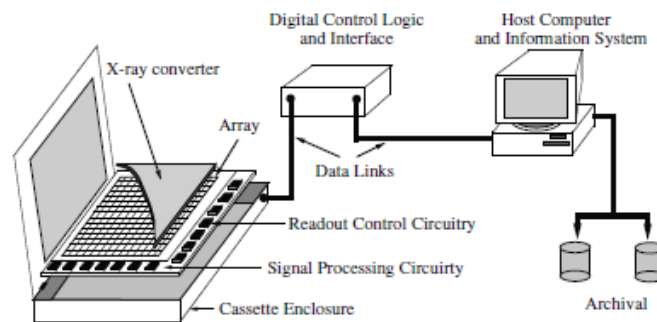 Digital Control Logic
and Interface
Host Computer
and Information System
X-ray converter
Array
Data Links
Readout Control Circuitry
Signal Processing Circuirty
Cassette Enclosure
Archival